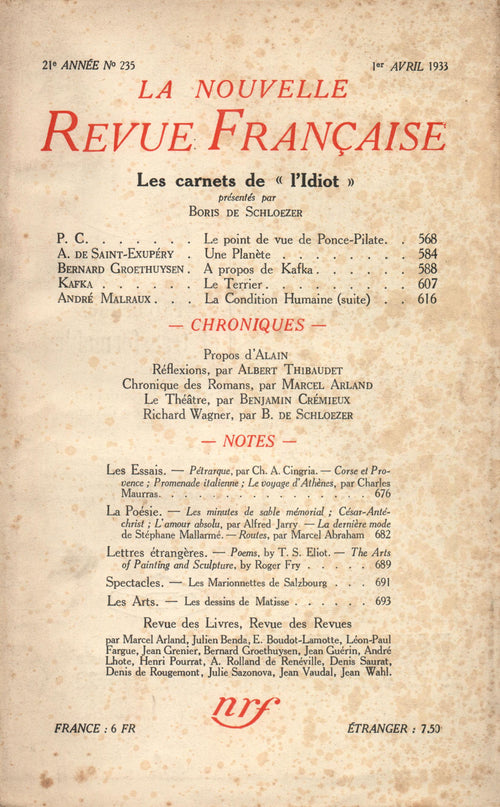 21e ANNÉE No 235 1er AVRIL 1933
LA NOUVELLE
REVUE FRANÇAISE
Les carnets de « l'Idiot »
présentés par
BORIS DE SCHLOEZER
P. C. . . . . . . . Le point de vue de Ponce-Pilate. . 568
A. DE SAINT-EXUPÉRY . Une Planète . . . . . . . 584
BERNARD GROETHUYSEN. A propos de Kafka . . . . . . 588
KAFKA . . . . . . Le Terrier. . . . . . . . 607
ANDRÉ MALRAUX. . . La Condition Humaine (suite) . . 616
— CHRONIQUES —
Propos d'ALAIN
Réflexions, par ALBERT THIBAUDET
Chronique des Romans, par MARCEL ARLAND
Le Théâtre, par BENJAMIN CRÉMIEUX
Richard Wagner, par B. DE SCHLOEZER
— NOTES —
Les Essais. — Pétrarque, par Ch. A. Cingria. — Corse et Pro-
vence ; Promenade italienne ; Le voyage d'Athènes, par Charles
Maurras. . . . . . . . . . . . . . 676
La Poésie. — Les minutes de sable mémorial ; César-Anté-
christ ; L'amour absolu, par Alfred Jarry. — La dernière mode
de Stéphane Mallarmé. — Routes, par Marcel Abraham 682
Lettres étrangères. — Poems, by T. S. Eliot. — The Arts
of Painting and Sculpture, by Roger Fry . . . . . 689
Spectacles. — Les Marionnettes de Salzbourg . . . 691
Les Arts. — Les dessins de Matisse . . . . . . 693
Revue des Livres, Revue des Revues
par Marcel Arland, Julien Benda, E. Boudot-Lamotte, Léon-Paul
Fargue, Jean Grenier, Bernard Groethuysen, Jean Guérin, André
Lhote, Henri Pourrat, A. Rolland de Renéville, Denis Saurat,
Denis de Rougemont, Julie Sazonova, Jean Vaudal, Jean Wahl.
nrf
FRANCE : 6 FR ÉTRANGER : 7,50